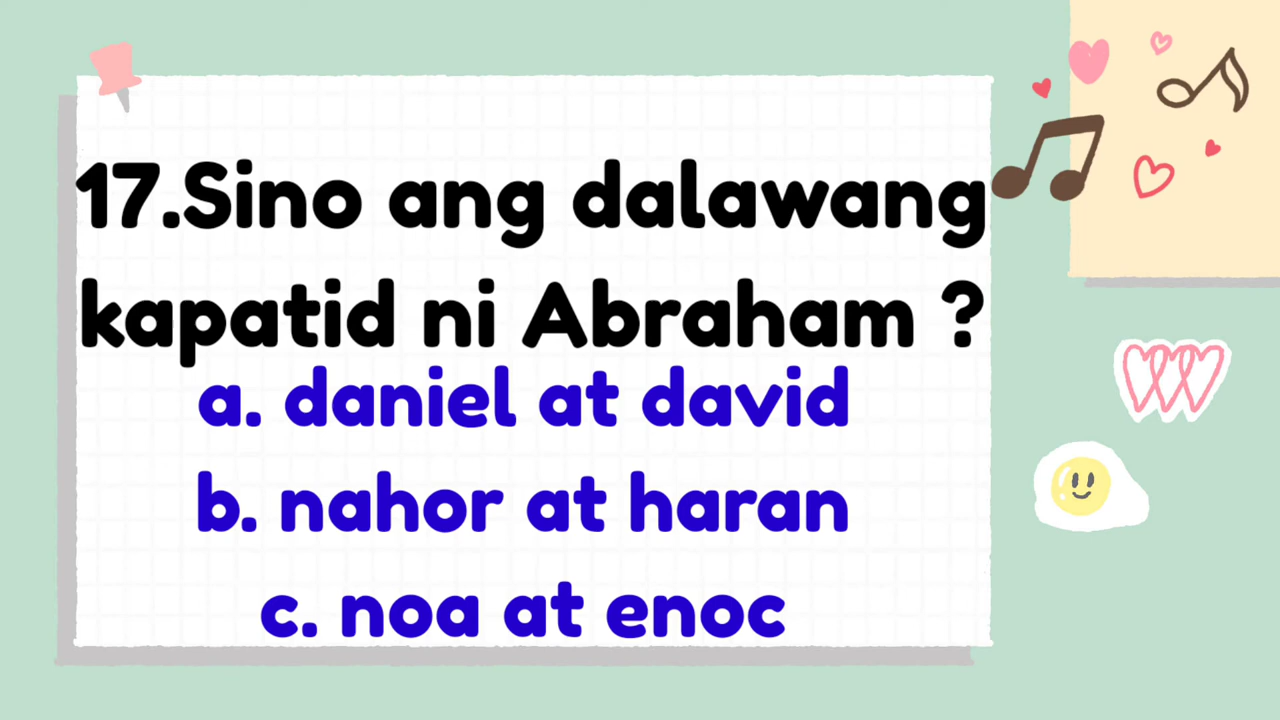 17.Sino ang dalawang
kapatid ni Abraham ?
a. daniel at david
b. nahor at haran
c. noa at enoc